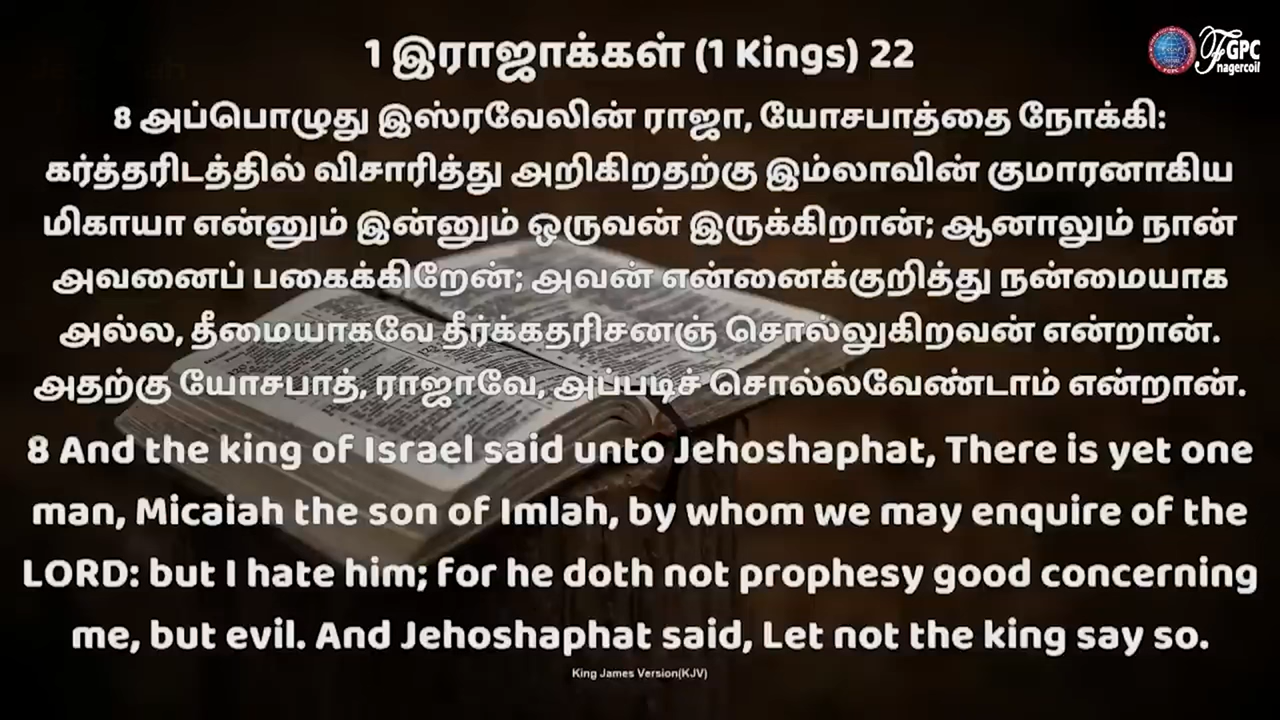 1 இராஜாக்கள் (1 Kings) 22
FGPC
nagercoil
8 அப்பொழுது இஸ்ரவேலின் ராஜா, யோசபாத்தை நோக்கி:
கர்த்தரிடத்தில் விசாரித்து அறிகிறதற்கு இம்லாவின் குமாரனாகிய
மிகாயா என்னும் இன்னும் ஒருவன் இருக்கிறான்; ஆனாலும் நான்
அவனைப் பகைக்கிறேன்; அவன் என்னைக்குறித்து நன்மையாக
அல்ல, தீமையாகவே தீர்க்கதரிசனஞ் சொல்லுகிறவன் என்றான்.
அதற்கு யோசபாத், ராஜாவே, அப்படிச் சொல்லவேண்டாம் என்றான்.
8 And the king of Israel said unto Jehoshaphat, There is yet one
man, Micaiah the son of Imlah, by whom we may enquire of the
LORD: but I hate him; for he doth not prophesy good concerning
me, but evil. And Jehoshaphat said, Let not the king say so.
King James Version(KJV)